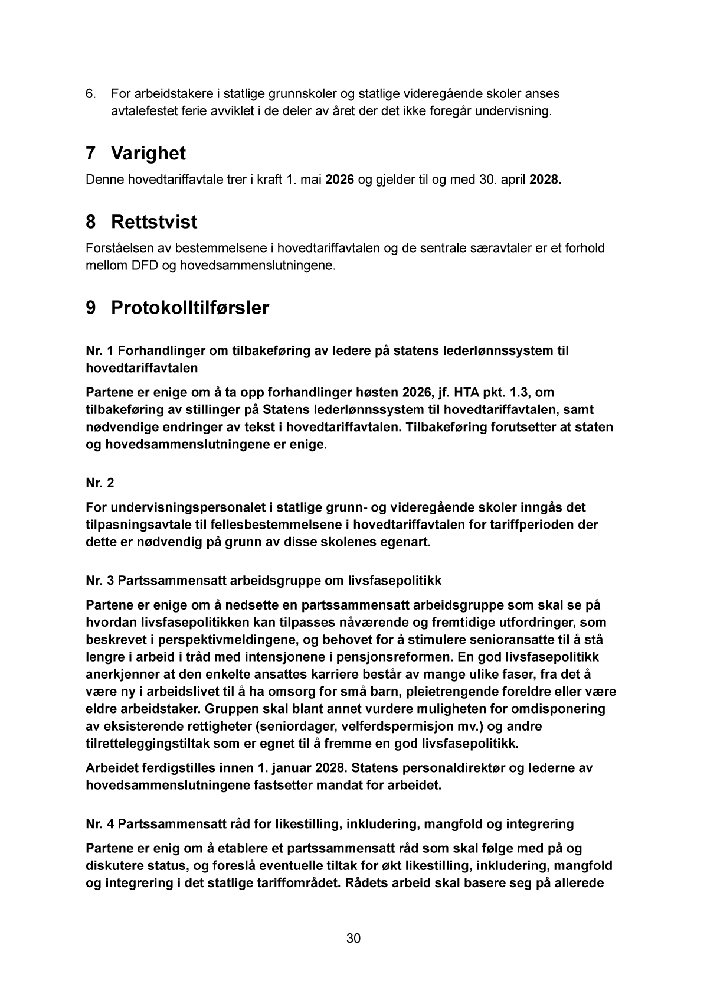 6. For arbeidstakere i statlige grunnskoler og statlige videregående skoler anses
avtalefestet ferie avviklet i de deler av året der det ikke foregår undervisning.
7 Varighet
Denne hovedtariffavtale trer i kraft 1. mai 2026 og gjelder til og med 30. april 2028.
8 Rettstvist
Forståelsen av bestemmelsene i hovedtariffavtalen og de sentrale særavtaler er et forhold
mellom DFD og hovedsammenslutningene.
9 Protokolltilførsler
Nr. 1 Forhandlinger om tilbakeføring av ledere på statens lederlønnssystem til
hovedtariffavtalen
Partene er enige om å ta opp forhandlinger høsten 2026, jf. HTA pkt. 1.3, om
tilbakeføring av stillinger på Statens lederlønnssystem til hovedtariffavtalen, samt
nødvendige endringer av tekst i hovedtariffavtalen. Tilbakeføring forutsetter at staten
og hovedsammenslutningene er enige.
Nr. 2
For undervisningspersonalet i statlige grunn- og videregående skoler inngås det
tilpasningsavtale til fellesbestemmelsene i hovedtariffavtalen for tariffperioden der
dette er nødvendig på grunn av disse skolenes egenart.
Nr. 3 Partssammensatt arbeidsgruppe om livsfasepolitikk
Partene er enige om å nedsette en partssammensatt arbeidsgruppe som skal se på
hvordan livsfasepolitikken kan tilpasses nåværende og fremtidige utfordringer, som
beskrevet i perspektivmeldingene, og behovet for å stimulere senioransatte til å stå
lengre i arbeid i tråd med intensjonene i pensjonsreformen. En god livsfasepolitikk
anerkjenner at den enkelte ansattes karriere består av mange ulike faser, fra det å
være ny i arbeidslivet til å ha omsorg for små barn, pleietrengende foreldre eller være
eldre arbeidstaker. Gruppen skal blant annet vurdere muligheten for omdisponering
av eksisterende rettigheter (seniordager, velferdspermisjon mv.) og andre
tilretteleggingstiltak som er egnet til å fremme en god livsfasepolitikk.
Arbeidet ferdigstilles innen 1. januar 2028. Statens personaldirektør og lederne av
hovedsammenslutningene fastsetter mandat for arbeidet.
Nr. 4 Partssammensatt råd for likestilling, inkludering, mangfold og integrering
Partene er enig om å etablere et partssammensatt råd som skal følge med på og
diskutere status, og foreslå eventuelle tiltak for økt likestilling, inkludering, mangfold
og integrering i det statlige tariffområdet. Rådets arbeid skal basere seg på allerede
30